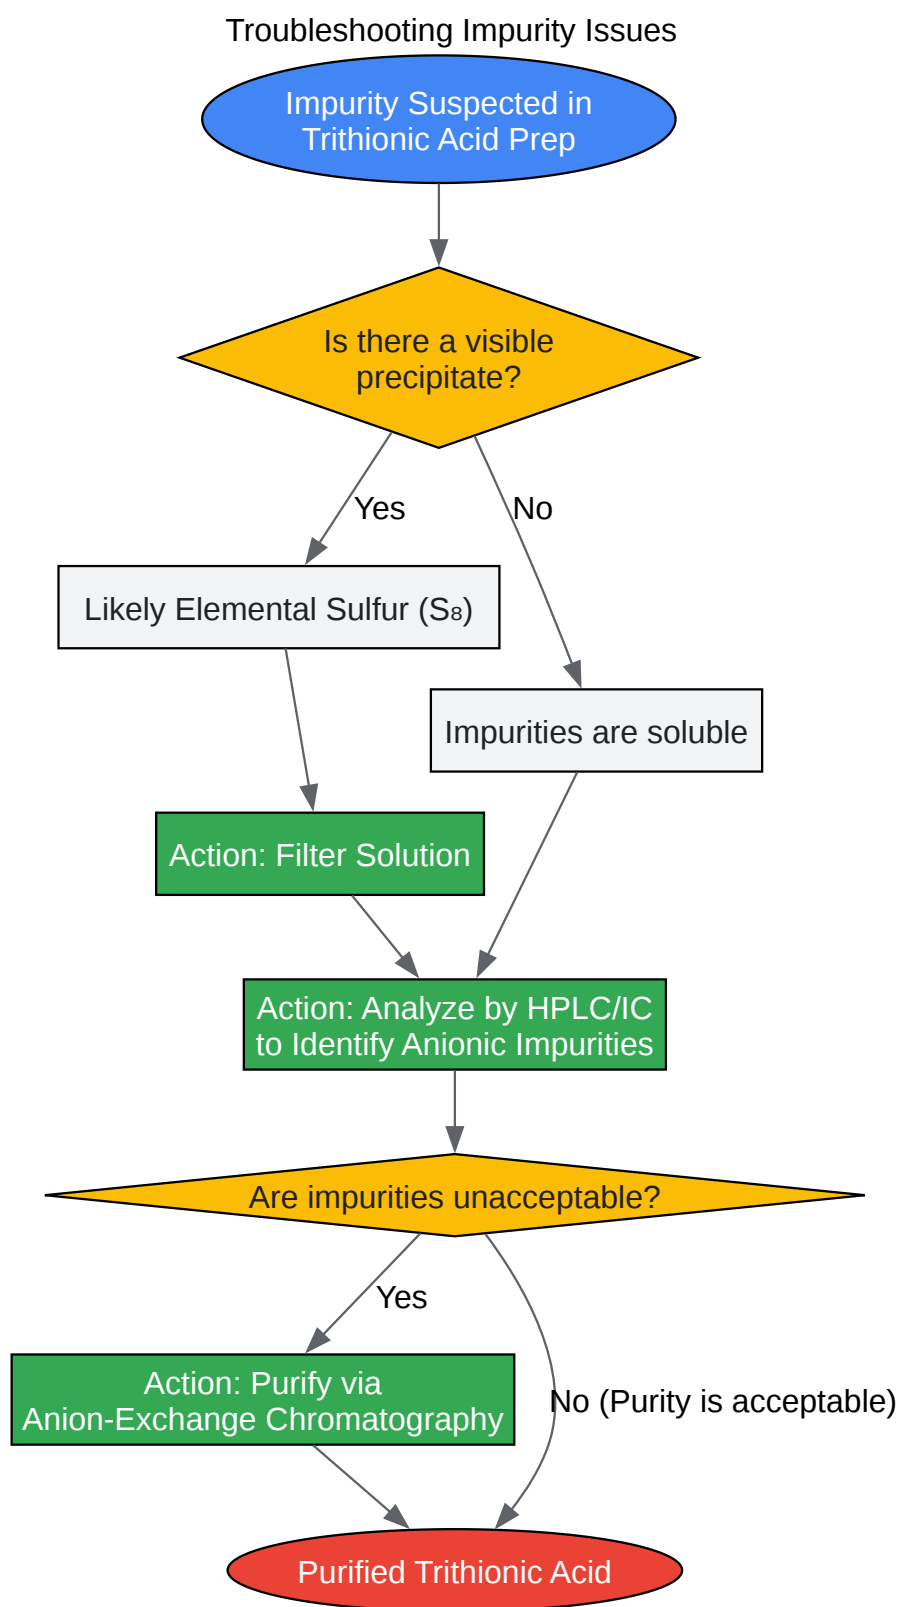 Troubleshooting Impurity Issues
Impurity Suspected in
Trithionic Acid Prep
Is there a visible
precipitate?
Yes
No
Likely Elemental Sulfur (S₈)
Impurities are soluble
Action: Filter Solution
Action: Analyze by HPLC/IC
to Identify Anionic Impurities
Are impurities unacceptable?
Yes
Action: Purify via
Anion-Exchange Chromatography
No (Purity is acceptable)
Purified Trithionic Acid